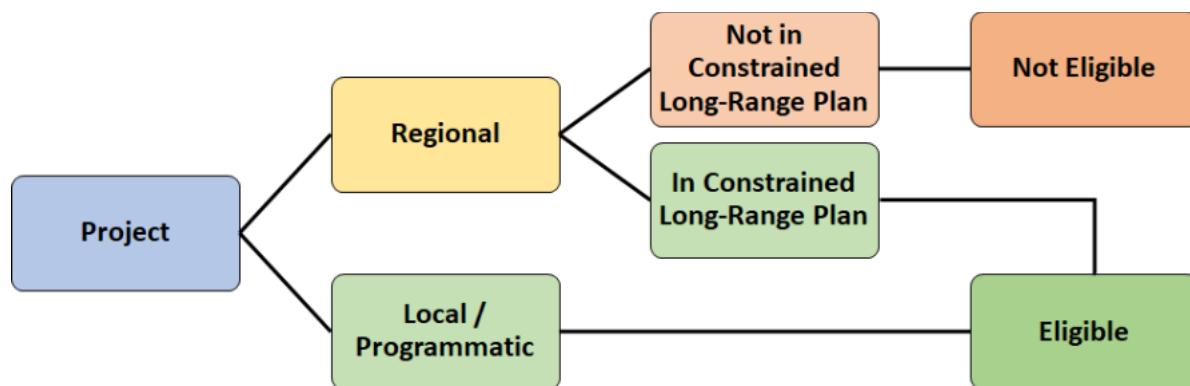 Not in
Constrained
Long-Range Plan
Not Eligible
Regional
In Constrained
Long-Range Plan
Project
Local /
Programmatic
Eligible